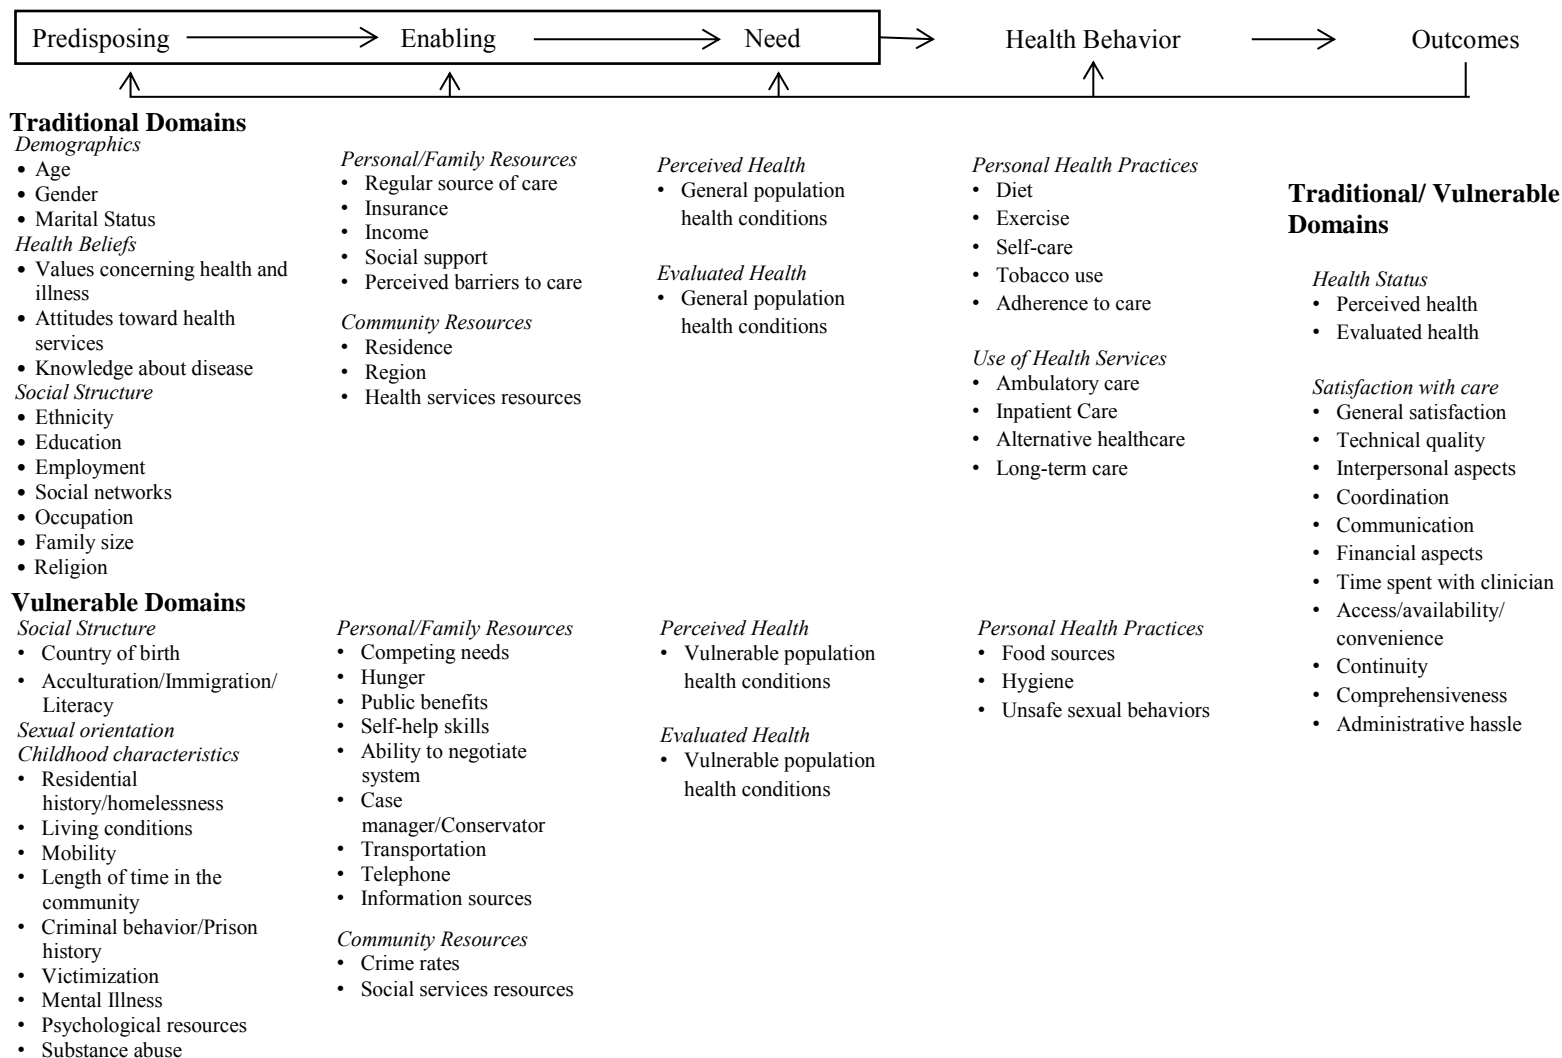 Predisposing
Enabling
Need
Health Behavior
Outcomes
Traditional Domains
Demographics
• Age
• Gender
• Marital Status
Health Beliefs
• Values concerning health and
illness
• Attitudes toward health
services
• Knowledge about disease
Social Structure
• Ethnicity
• Education
• Employment
• Social networks
• Occupation
• Family size
• Religion
Personal/Family Resources
• Regular source of care
• Insurance
• Income
• Social support
• Perceived barriers to care
Community Resources
• Residence
• Region
• Health services resources
Perceived Health
• General population
health conditions
Evaluated Health
• General population
health conditions
Personal Health Practices
• Diet
• Exercise
• Self-care
• Tobacco use
• Adherence to care
Use of Health Services
• Ambulatory care
• Inpatient Care
• Alternative healthcare
• Long-term care
Traditional/ Vulnerable
Domains
Health Status
• Perceived health
• Evaluated health
Satisfaction with care
• General satisfaction
• Technical quality
• Interpersonal aspects
• Coordination
• Communication
• Financial aspects
• Time spent with clinician
• Access/availability/
convenience
• Continuity
• Comprehensiveness
• Administrative hassle
Vulnerable Domains
Social Structure
• Country of birth
• Acculturation/Immigration/
Literacy
Sexual orientation
Childhood characteristics
• Residential
history/homelessness
• Living conditions
• Mobility
• Length of time in the
community
• Criminal behavior/Prison
history
• Victimization
• Mental Illness
• Psychological resources
• Substance abuse
Personal/Family Resources
• Competing needs
• Hunger
• Public benefits
• Self-help skills
• Ability to negotiate
system
• Case
manager/Conservator
• Transportation
• Telephone
• Information sources
Community Resources
• Crime rates
• Social services resources
Perceived Health
• Vulnerable population
health conditions
Evaluated Health
• Vulnerable population
health conditions
Personal Health Practices
• Food sources
• Hygiene
• Unsafe sexual behaviors